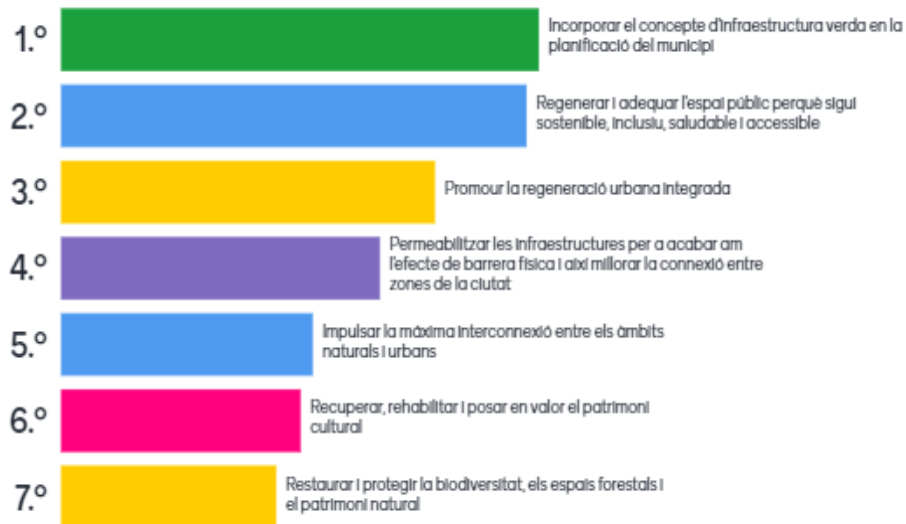 1.º
Incorporar el concepte d'infraestructura verda en la
planificació del municipi
2.º
Regenerar i adequar l'espai públic perquè sigui
sostenible, inclusiu, saludable i accessible
3.º
Promour la regeneració urbana integrada
4.º
Permeabilitzar les infraestructures per a acabar am
l'efecte de barrera física i així millorar la connexió entre
zones de la ciutat
5.º
Impulsar la màxima interconnexió entre els àmbits
naturals i urbans
6.º
Recuperar, rehabilitar i posar en valor el patrimoni
cultural
7.º
Restaurar i protegir la biodiversitat, els espais forestals i
el patrimoni natural